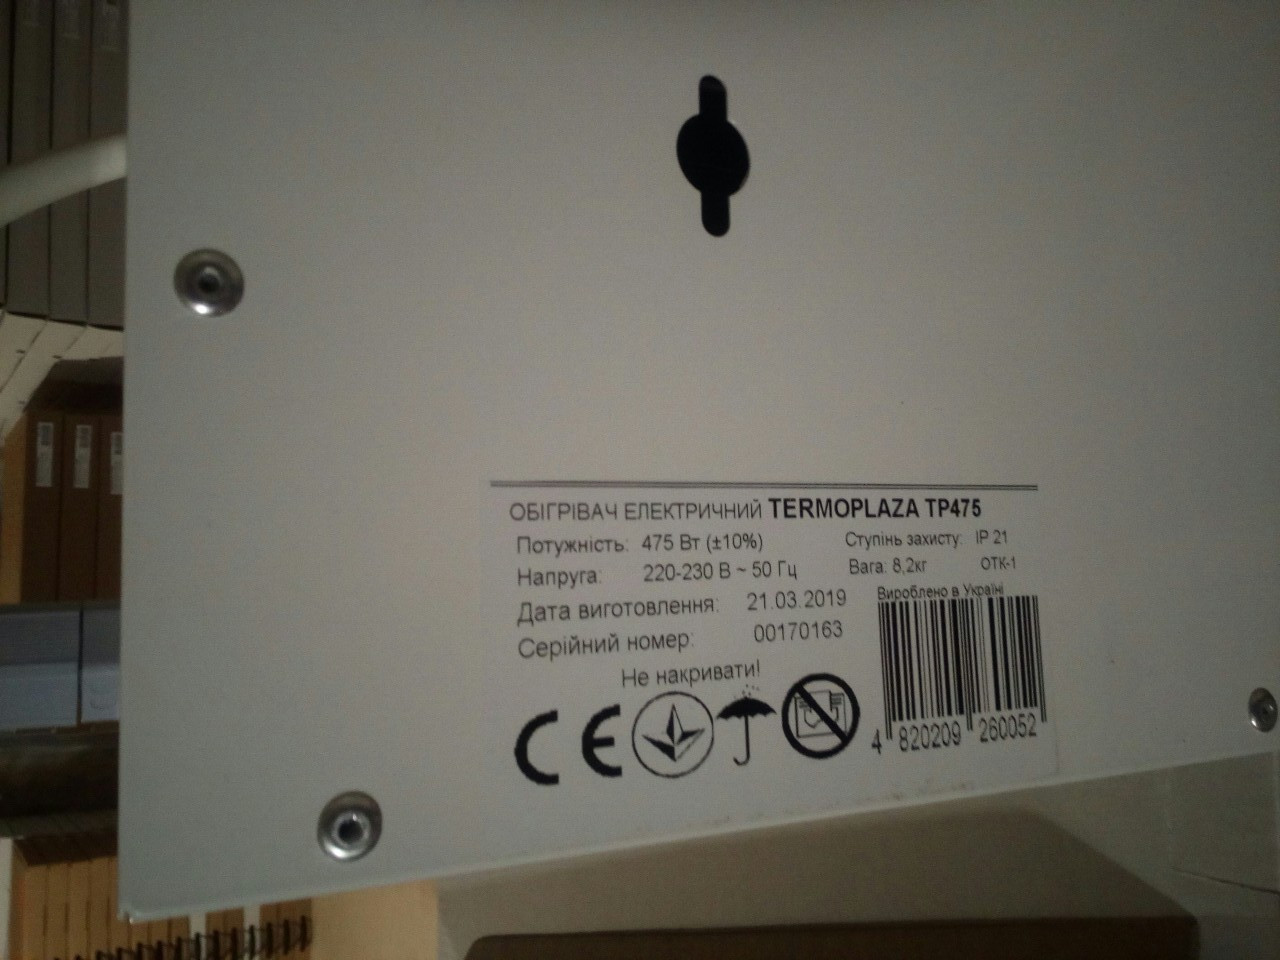 ОБІГРІВАЧ ЕЛЕКТРИЧНИЙ TERMOPLAZA TP475
Потужність: 475 Вт (±10%) Ступінь захисту: IP 21
Напруга: 220-230 В ~ 50 Гц Вага: 8,2кг ОТК-1
Дата виготовлення: 21.03.2019 Вироблено в Україні
Серійний номер: 00170163
Не накривати!
CE
4 820209 260052